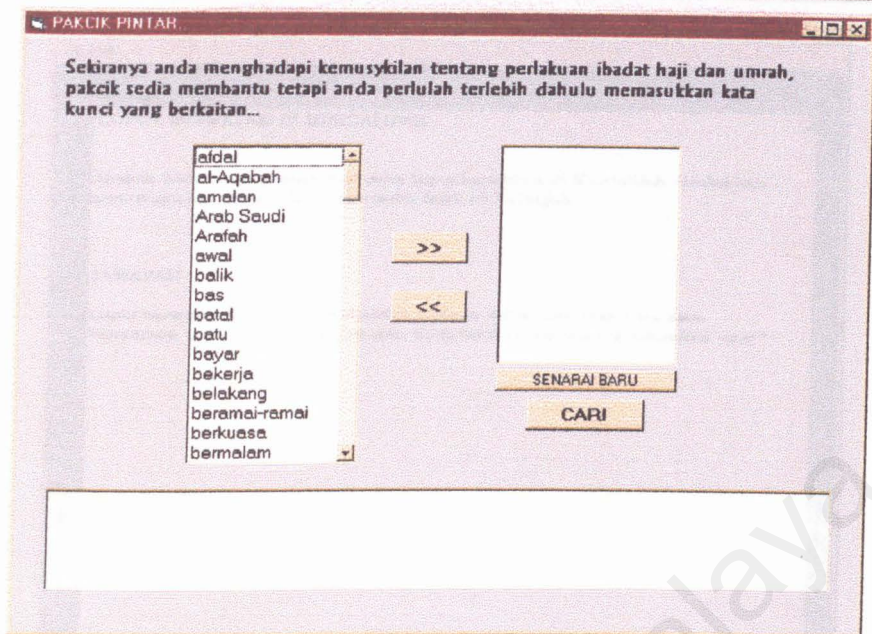 PAKCIK PINTAR...
Sekiranya anda menghadapi kemusykilan tentang perlakuan ibadat haji dan umrah,
pakcik sedia membantu tetapi anda perlulah terlebih dahulu memasukkan kata
kunci yang berkaitan...
afdal
al-Aqabah
amalan
Arab Saudi
Arafah
awal
balik
bas
batal
batu
bayar
bekerja
belakang
beramai-ramai
berkuasa
bermalam
>>
<<
SENARAI BARU
CARI